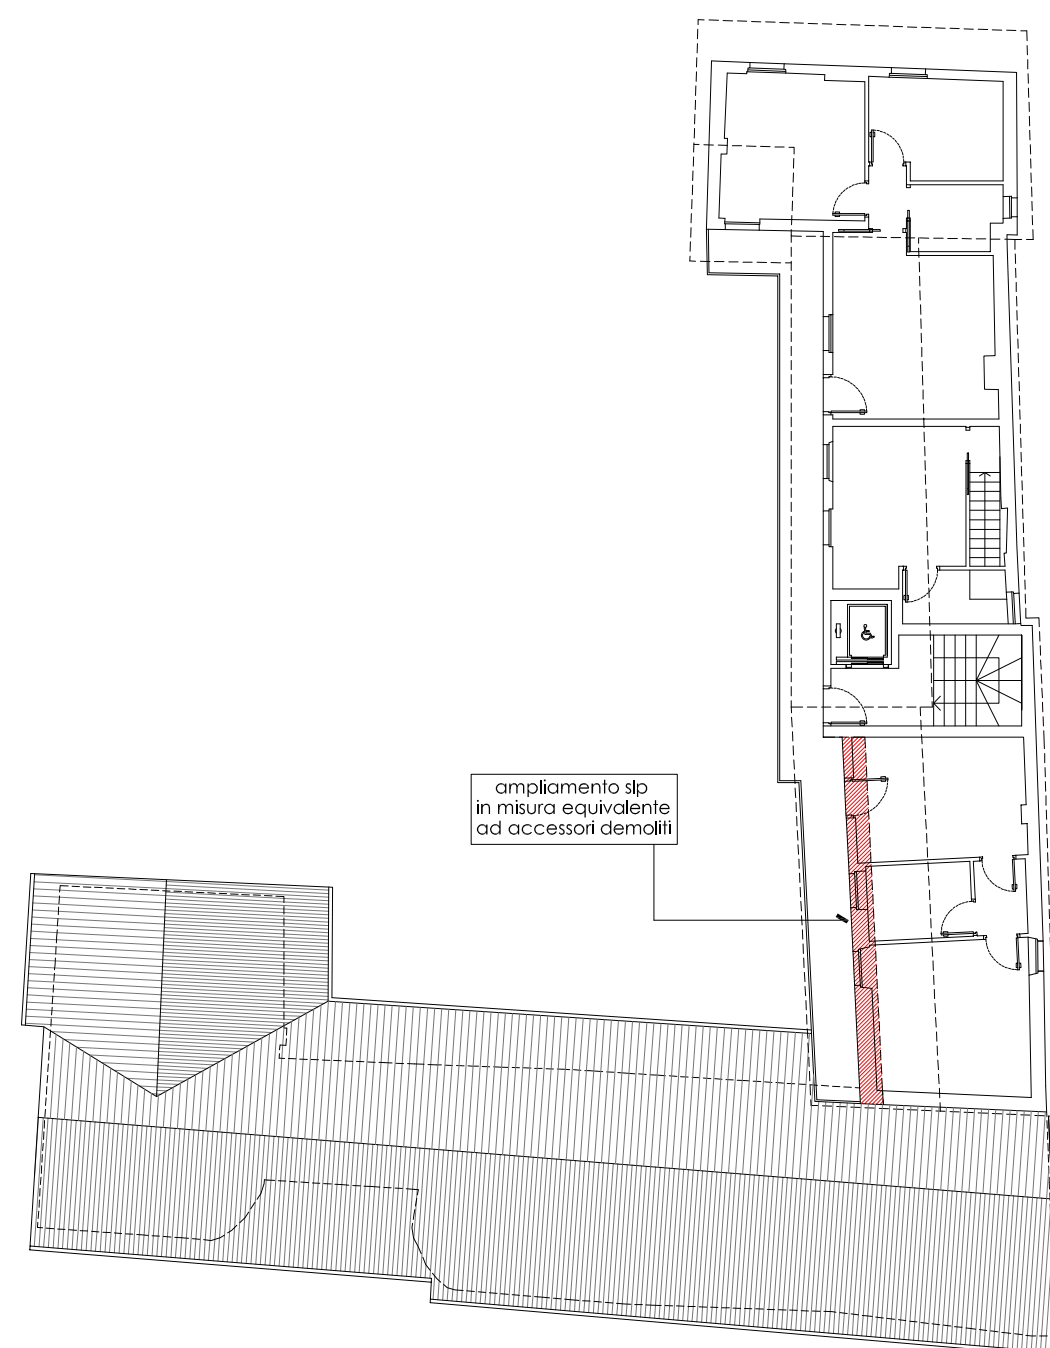 ampliamento slp
in misura equivalente
ad accessori demoliti